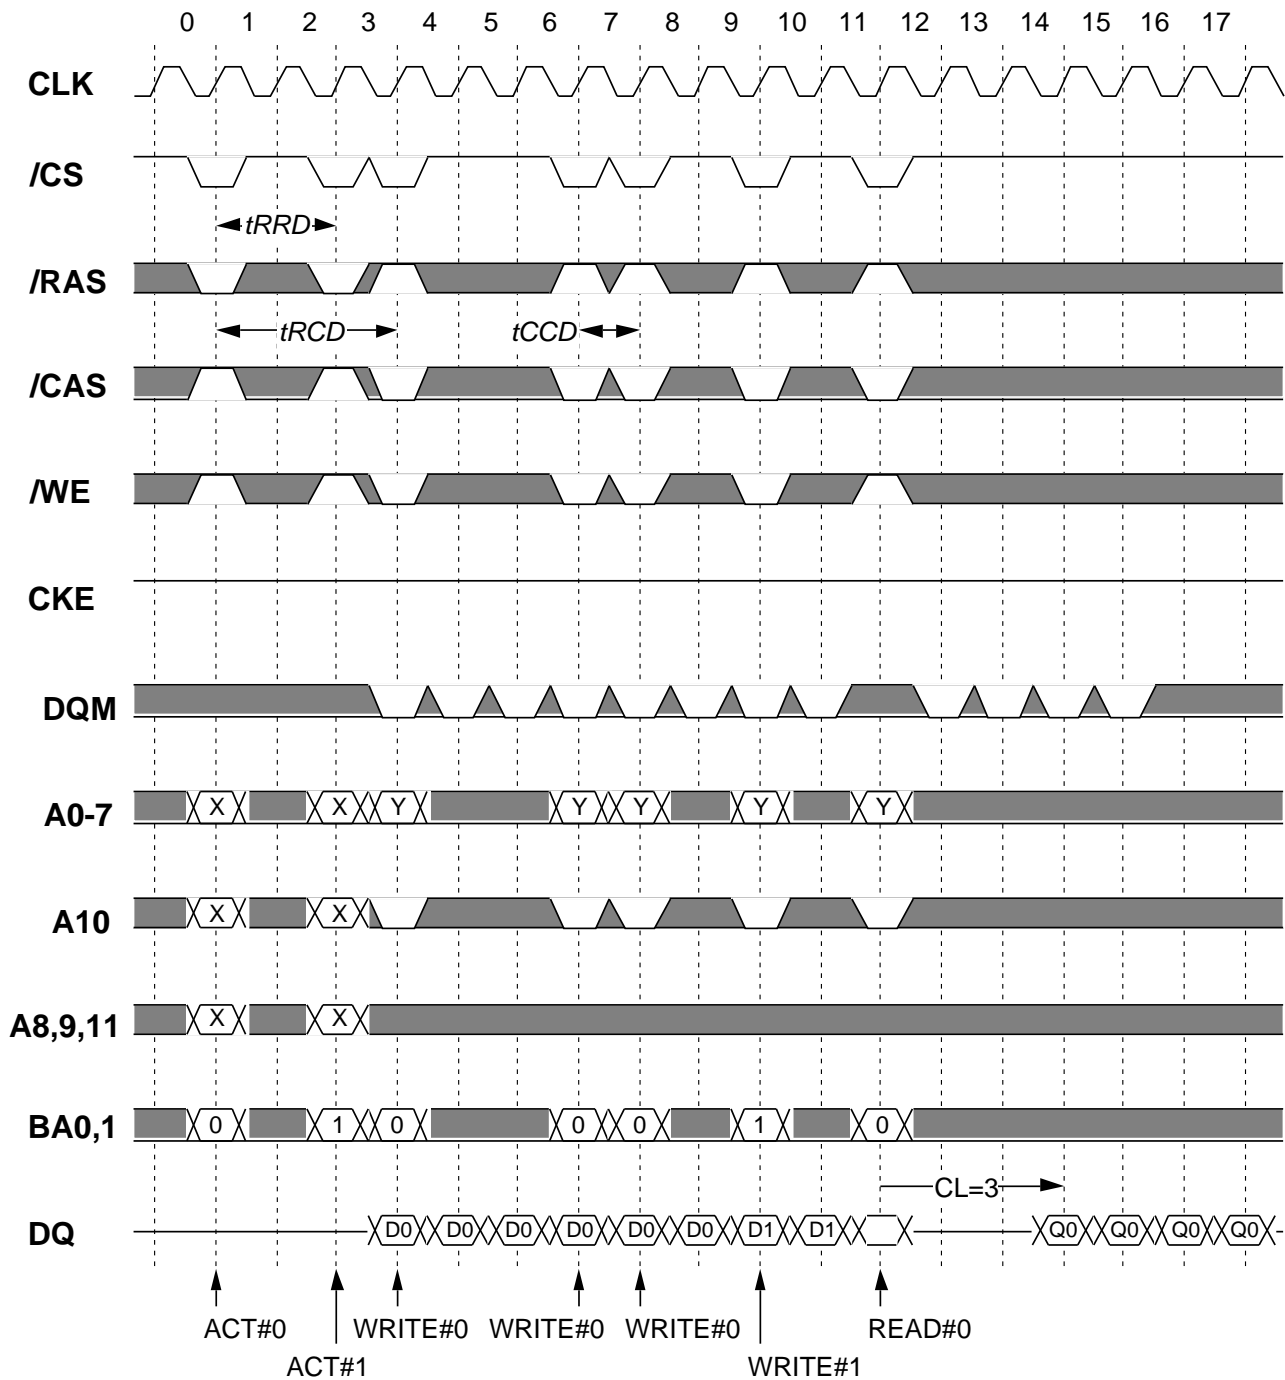 0 1 2 3 4 5 6 7 8 9 10 11 12 13 14 15 16 17
CLK
/CS
tRRD
/RAS
tRCD tCCD
/CAS
/WE
CKE
DQM
A0-7 X X Y Y Y Y Y
A10 X X
A8,9,11 X X
BA0,1 0 1 0 0 0 1 0
CL=3
DQ D0 D0 D0 D0 D0 D0 D1 D1 Q0 Q0 Q0 Q0
ACT#0 WRITE#0 WRITE#0 WRITE#0 READ#0
ACT#1 WRITE#1